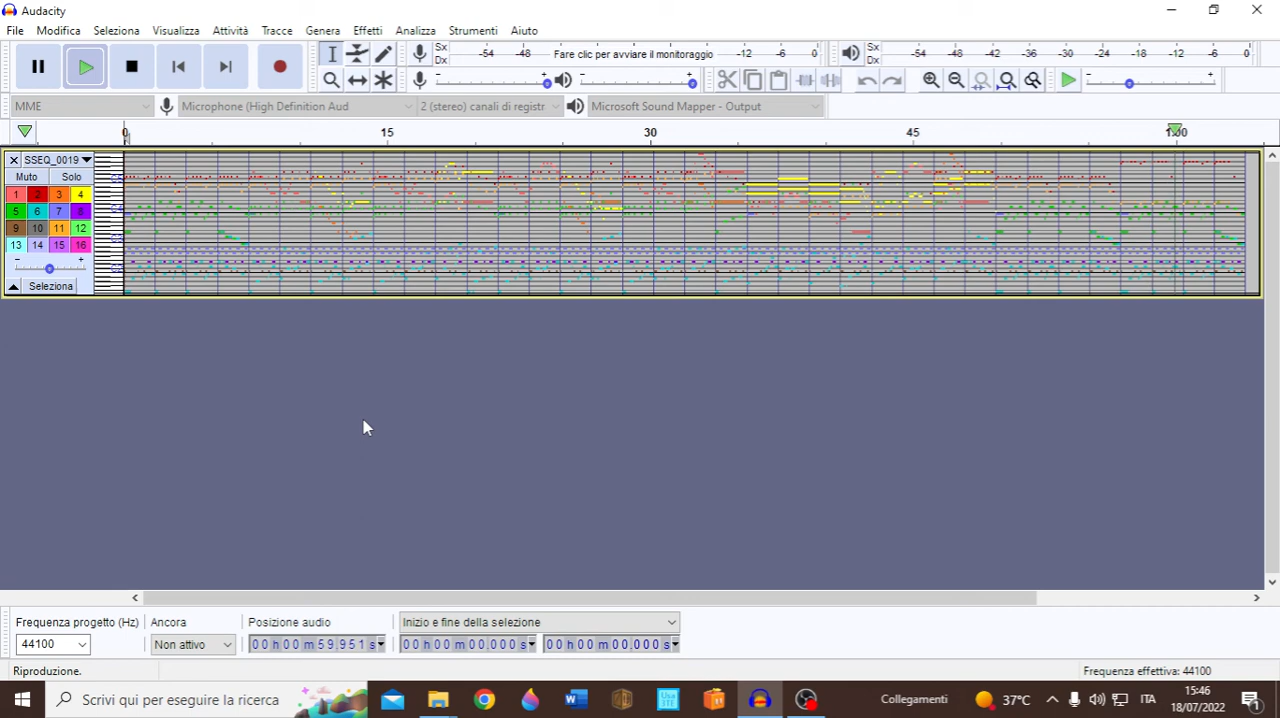 Audacity
File Modifica Seleziona Visualizza Attività Tracce Genera Effetti Analizza Strumenti Aiuto
Sx Dx -54 -48 Fare clic per avviare il monitoraggio -12 -6 0 Sx Dx -54 -48 -42 -36 -30 -24 -18 -12 -6 0
- + - + - +
MME Microphone (High Definition Aud 2 (stereo) canali di registr Microsoft Sound Mapper - Output
0 15 30 45 1:00
SSEQ_0019
Muto Solo
1 2 3 4
5 6 7 8
9 10 11 12
13 14 15 16
- +
Seleziona
Frequenza progetto (Hz) Ancora Posizione audio Inizio e fine della selezione
44100 Non attivo 00 h 00 m 59.951 s 00 h 00 m 00.000 s 00 h 00 m 00.000 s
Riproduzione. Frequenza effettiva: 44100
Scrivi qui per eseguire la ricerca Collegamenti 37°C ITA 15:46
18/07/2022 1